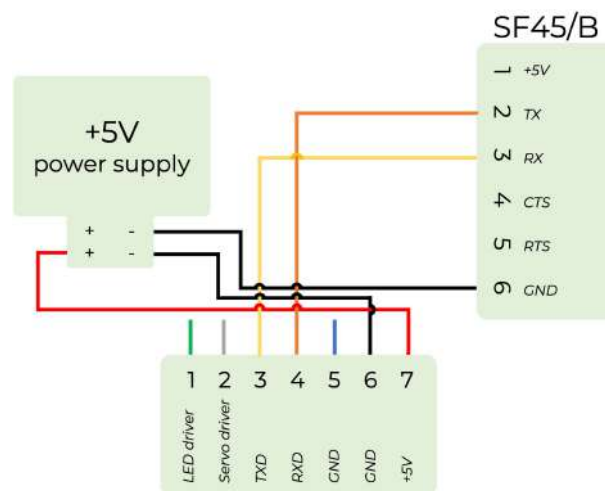 SF45/B
1 +5V
2 TX
3 RX
4 CTS
5 RTS
6 GND
+5V
power supply
+ -
+ -
1 2 3 4 5 6 7
LED driver
Servo driver
TXD
RXD
GND
GND
+5V